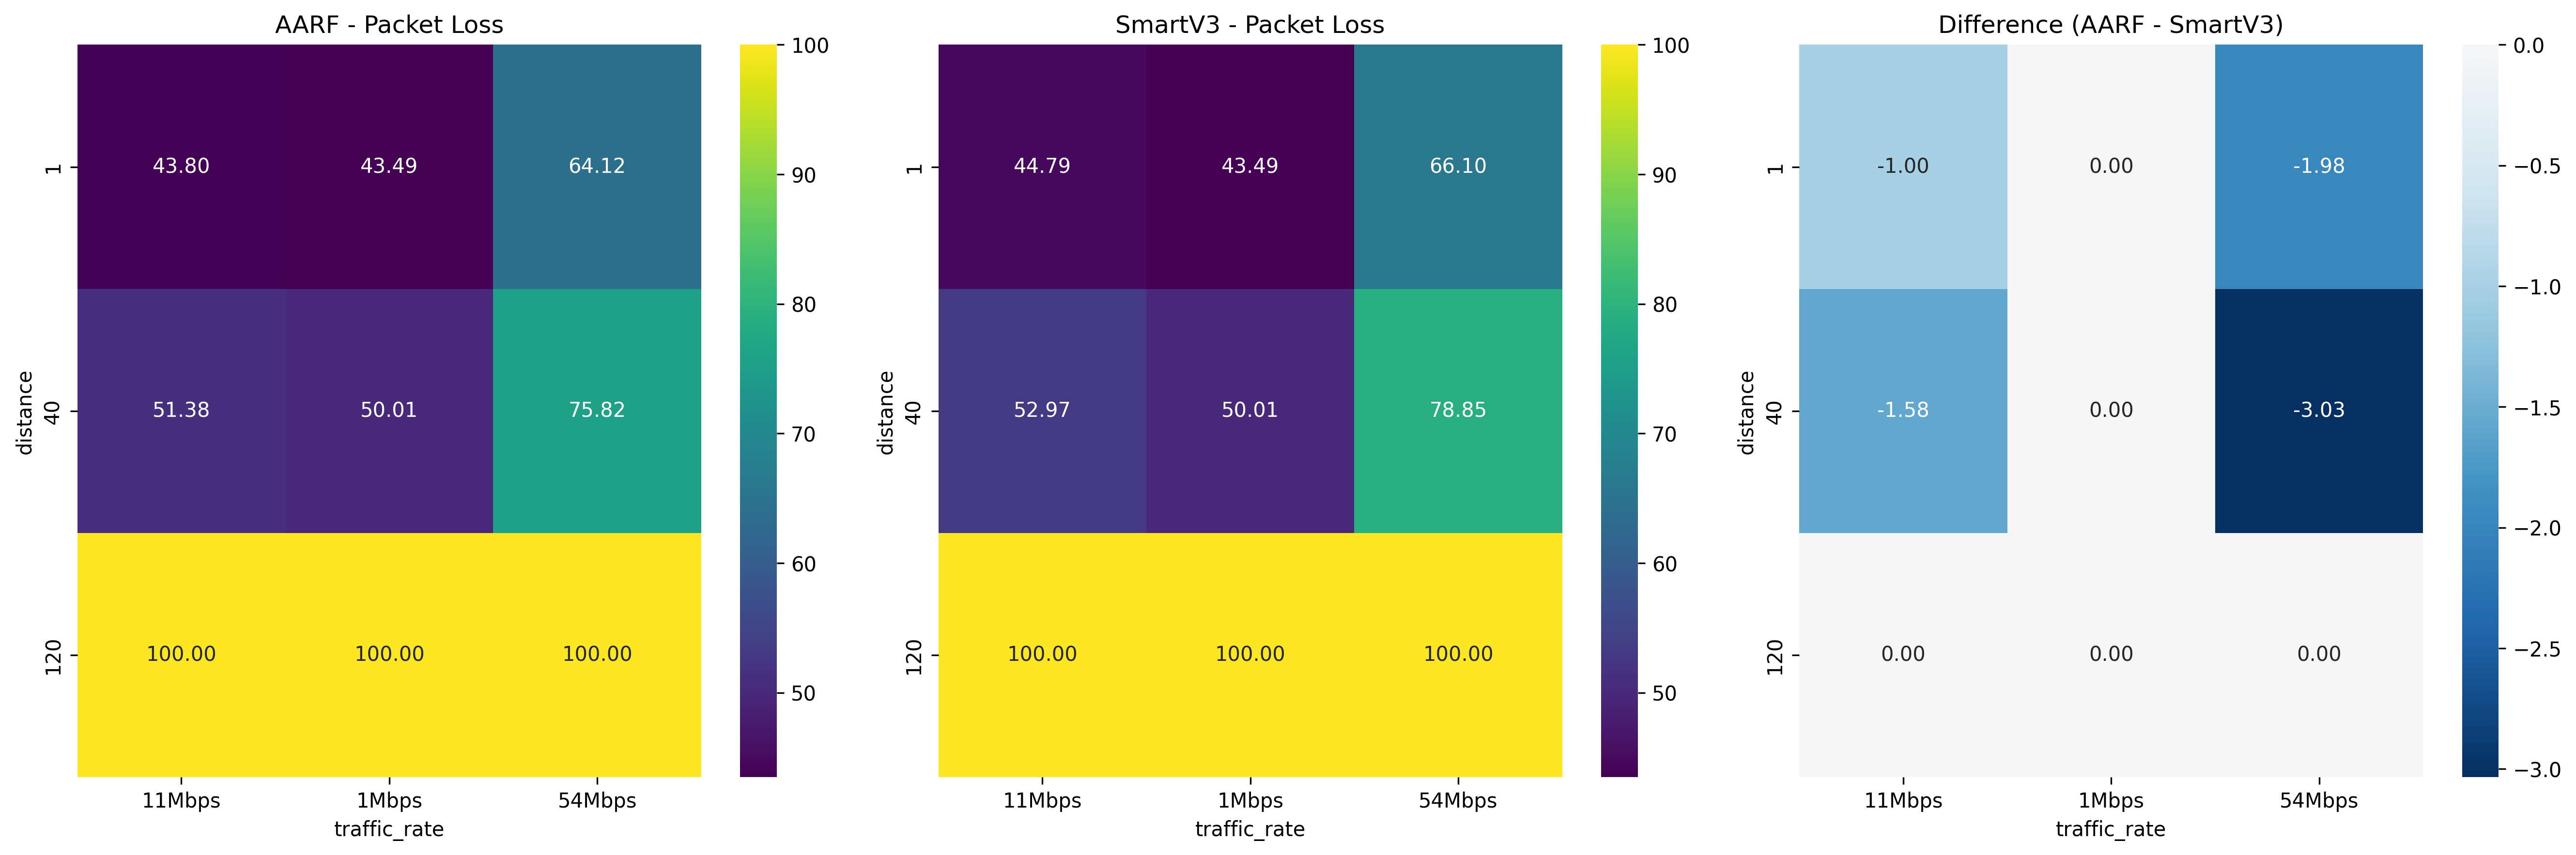 AARF - Packet Loss
43.80 43.49 64.12
51.38 50.01 75.82
100.00 100.00 100.00
1
40
120
distance
11Mbps 1Mbps 54Mbps
traffic_rate
100
90
80
70
60
50
SmartV3 - Packet Loss
44.79 43.49 66.10
52.97 50.01 78.85
100.00 100.00 100.00
1
40
120
distance
11Mbps 1Mbps 54Mbps
traffic_rate
100
90
80
70
60
50
Difference (AARF - SmartV3)
-1.00 0.00 -1.98
-1.58 0.00 -3.03
0.00 0.00 0.00
1
40
120
distance
11Mbps 1Mbps 54Mbps
traffic_rate
0.0
−0.5
−1.0
−1.5
−2.0
−2.5
−3.0